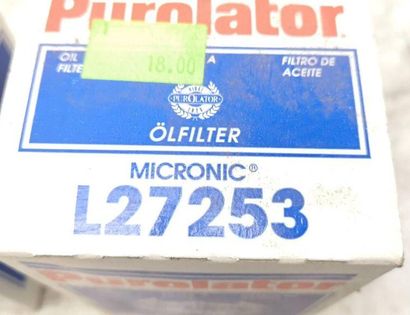 Purolator
OIL A FILTRO DE
FILTE 18.00 ACEITE
PUROLATOR
ÖLFILTER
MICRONIC®
L27253
Purolator